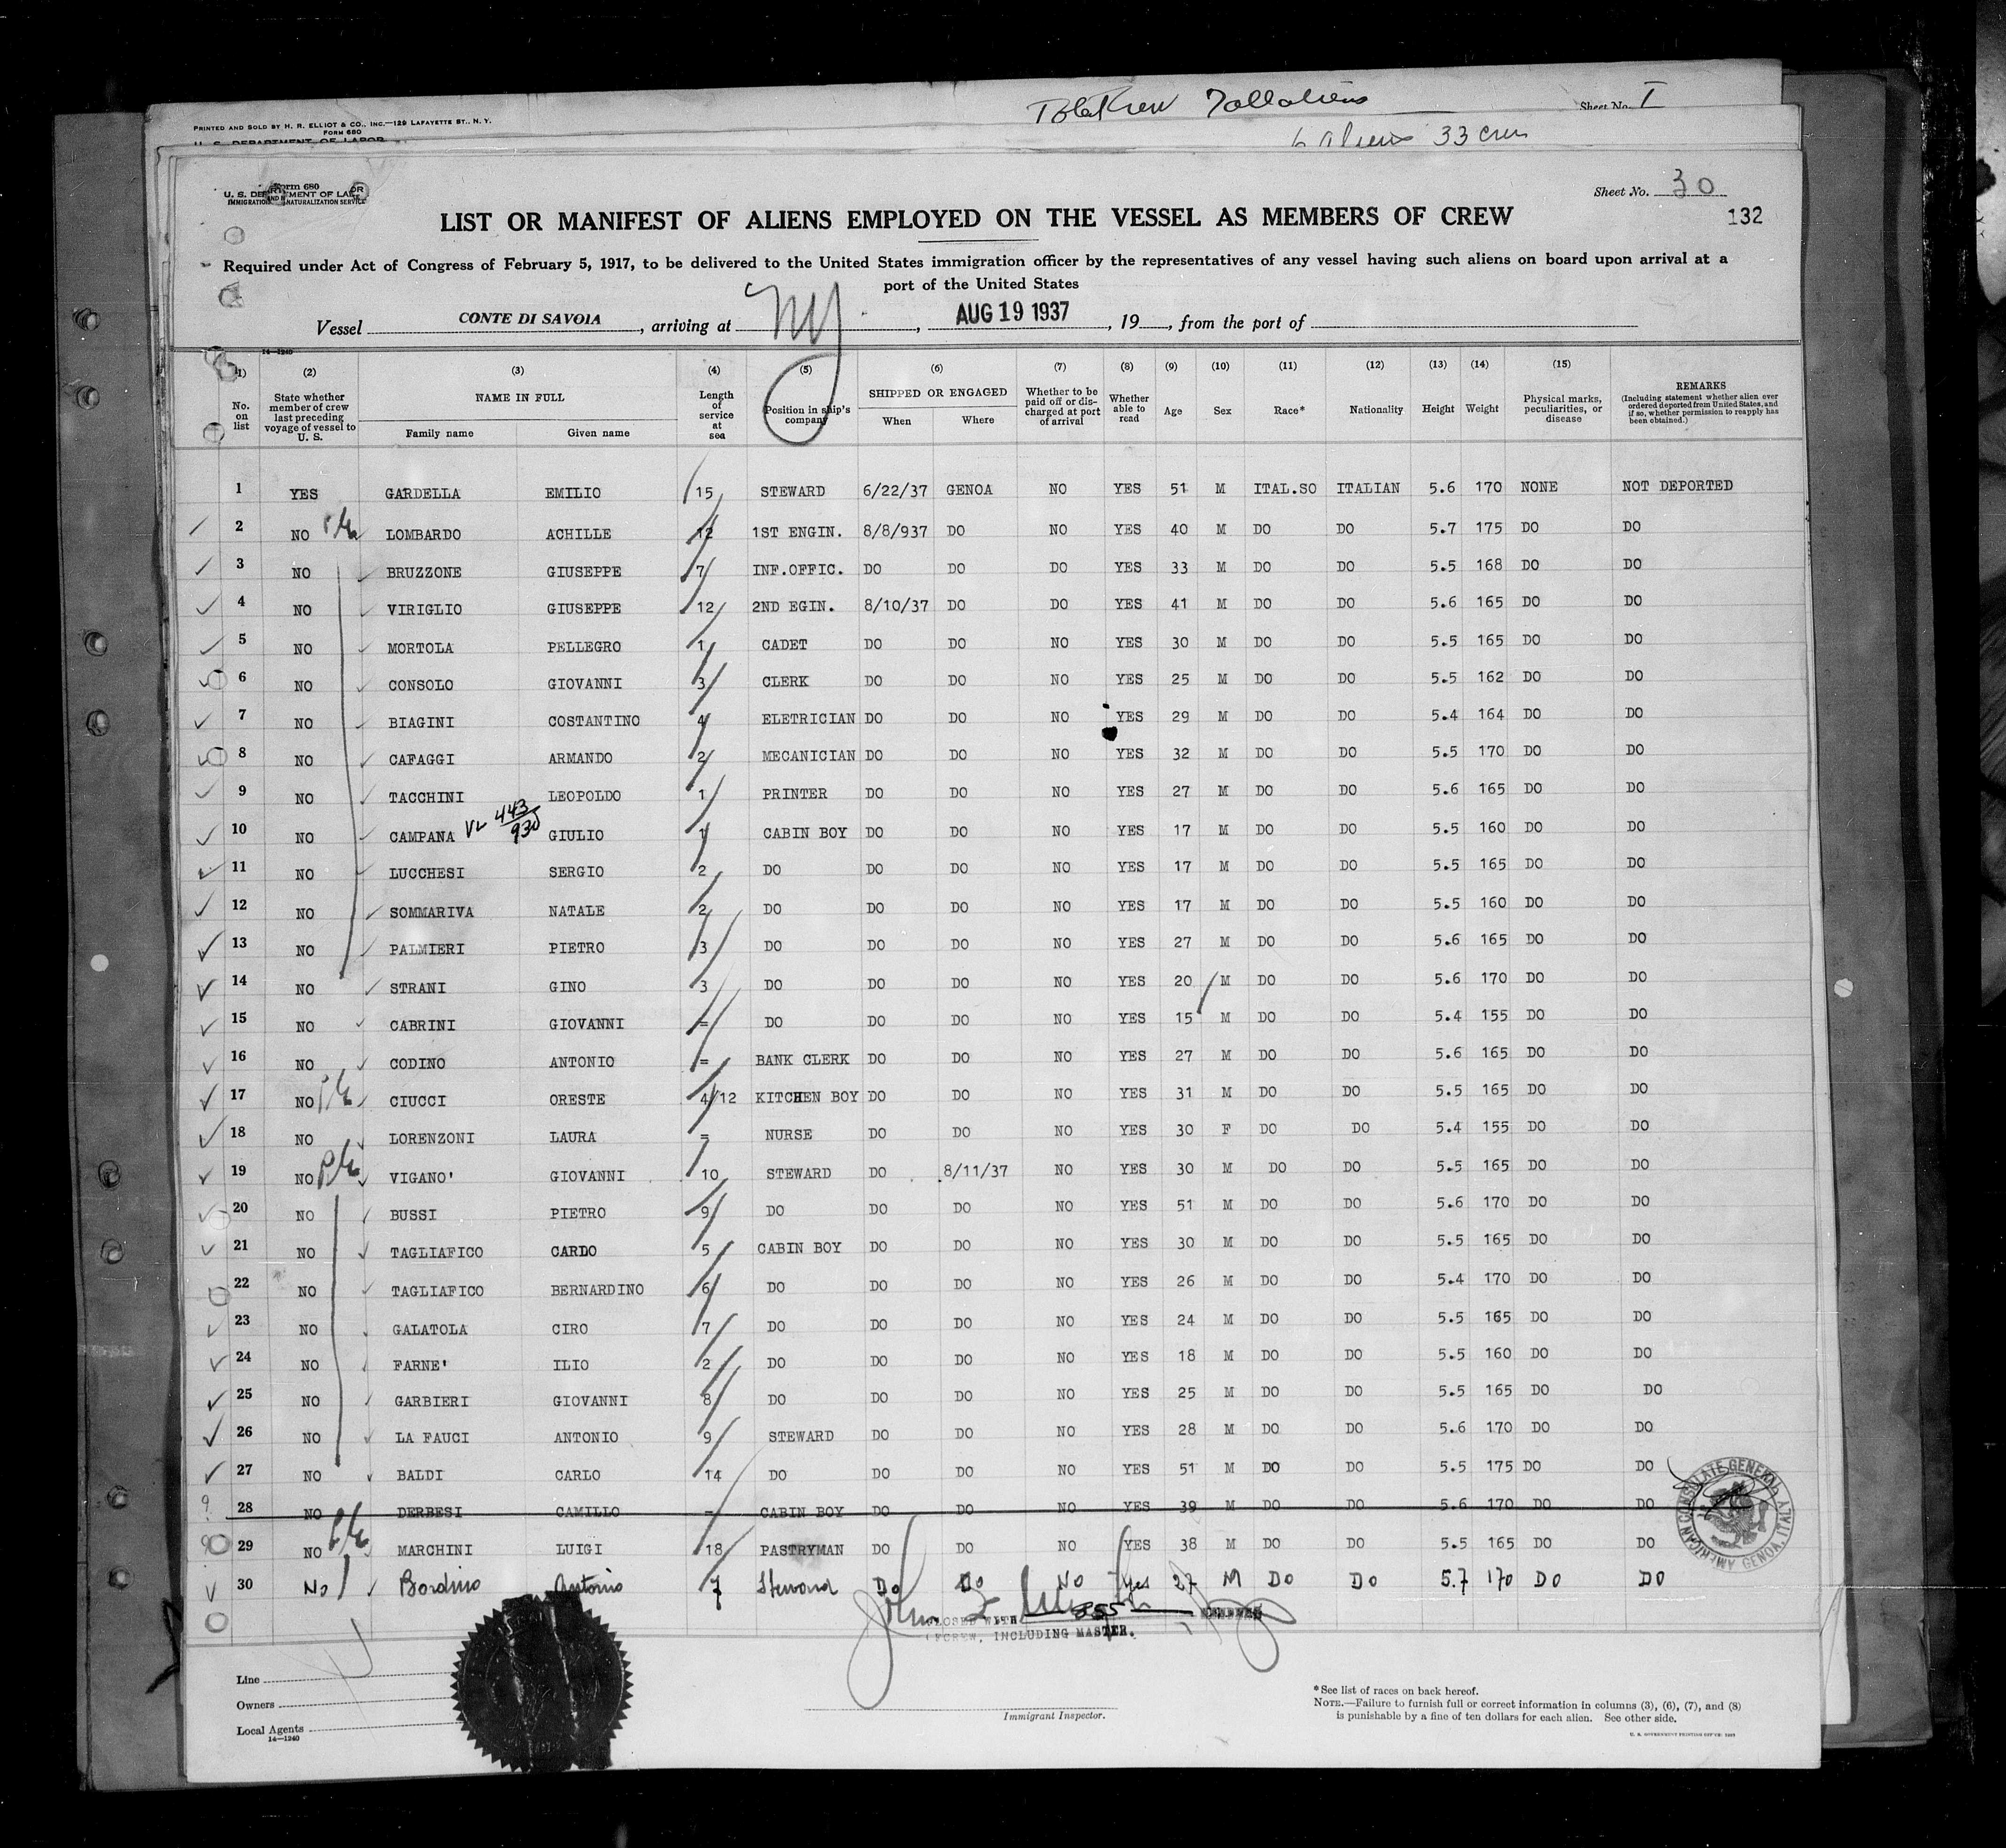 PRINTED AND SOLD BY H. R. ELLIOT & CO., INC.—129 LAFAYETTE ST., N. Y.
FORM 680
U. S. DEPARTMENT OF LABOR
Sheet No. I
6 aliens 33 crew
Form 680
U. S. DEPARTMENT OF LABOR
IMMIGRATION AND NATURALIZATION SERVICE
Sheet No. 30
LIST OR MANIFEST OF ALIENS EMPLOYED ON THE VESSEL AS MEMBERS OF CREW
132
Required under Act of Congress of February 5, 1917, to be delivered to the United States immigration officer by the representatives of any vessel having such aliens on board upon arrival at a
port of the United States
Vessel CONTE DI SAVOIA, arriving at NY, AUG 19 1937, 19__, from the port of
14—1240
(1) (2) (3) (4) (5) (6) (7) (8) (9) (10) (11) (12) (13) (14) (15)
No. on list
State whether member of crew last preceding voyage of vessel to U. S.
NAME IN FULL
Family name Given name
Length of service at sea
Position in ship's company
SHIPPED OR ENGAGED
When Where
Whether to be paid off or discharged at port of arrival
Whether able to read
Age Sex Race* Nationality Height Weight
Physical marks, peculiarities, or disease
REMARKS
(Including statement whether alien ever ordered deported from United States, and if so, whether permission to reapply has been obtained.)
1 YES GARDELLA EMILIO 15 STEWARD 6/22/37 GENOA NO YES 51 M ITAL.SO ITALIAN 5.6 170 NONE NOT DEPORTED
2 NO LOMBARDO ACHILLE 12 1ST ENGIN. 8/8/937 DO NO YES 40 M DO DO 5.7 175 DO DO
3 NO BRUZZONE GIUSEPPE 7 INF.OFFIC. DO DO DO YES 33 M DO DO 5.5 168 DO DO
4 NO VIRIGLIO GIUSEPPE 12 2ND EGIN. 8/10/37 DO DO YES 41 M DO DO 5.6 165 DO DO
5 NO MORTOLA PELLEGRO 1 CADET DO DO NO YES 30 M DO DO 5.5 165 DO DO
6 NO CONSOLO GIOVANNI 3 CLERK DO DO NO YES 25 M DO DO 5.5 162 DO DO
7 NO BIAGINI COSTANTINO 4 ELETRICIAN DO DO NO YES 29 M DO DO 5.4 164 DO DO
8 NO CAFAGGI ARMANDO 2 MECANICIAN DO DO NO YES 32 M DO DO 5.5 170 DO DO
9 NO TACCHINI LEOPOLDO 1 PRINTER DO DO NO YES 27 M DO DO 5.6 165 DO DO
10 NO CAMPANA 443/930 GIULIO 1 CABIN BOY DO DO NO YES 17 M DO DO 5.5 160 DO DO
11 NO LUCCHESI SERGIO 2 DO DO DO NO YES 17 M DO DO 5.5 165 DO DO
12 NO SOMMARIVA NATALE 2 DO DO DO NO YES 17 M DO DO 5.5 160 DO DO
13 NO PALMIERI PIETRO 3 DO DO DO NO YES 27 M DO DO 5.6 165 DO DO
14 NO STRANI GINO 3 DO DO DO NO YES 20 M DO DO 5.6 170 DO DO
15 NO CABRINI GIOVANNI = DO DO DO NO YES 15 M DO DO 5.4 155 DO DO
16 NO CODINO ANTONIO = BANK CLERK DO DO NO YES 27 M DO DO 5.6 165 DO DO
17 NO CIUCCI ORESTE 4/12 KITCHEN BOY DO DO NO YES 31 M DO DO 5.5 165 DO DO
18 NO LORENZONI LAURA = NURSE DO DO NO YES 30 F DO DO 5.4 155 DO DO
19 NO VIGANO' GIOVANNI 10 STEWARD DO 8/11/37 NO YES 30 M DO DO 5.5 165 DO DO
20 NO BUSSI PIETRO 9 DO DO DO NO YES 51 M DO DO 5.6 170 DO DO
21 NO TAGLIAFICO CARDO 5 CABIN BOY DO DO NO YES 30 M DO DO 5.5 165 DO DO
22 NO TAGLIAFICO BERNARDINO 6 DO DO DO NO YES 26 M DO DO 5.4 170 DO DO
23 NO GALATOLA CIRO 7 DO DO DO NO YES 24 M DO DO 5.5 165 DO DO
24 NO FARNE' ILIO 2 DO DO DO NO YES 18 M DO DO 5.5 160 DO DO
25 NO GARBIERI GIOVANNI 8 DO DO DO NO YES 25 M DO DO 5.5 165 DO DO
26 NO LA FAUCI ANTONIO 9 STEWARD DO DO NO YES 28 M DO DO 5.6 170 DO DO
27 NO BALDI CARLO 14 DO DO DO NO YES 51 M DO DO 5.5 175 DO DO
28 NO DERBESI CAMILLO = CABIN BOY DO DO NO YES 39 M DO DO 5.6 170 DO DO
29 NO MARCHINI LUIGI 18 PASTRYMAN DO DO NO YES 38 M DO DO 5.5 165 DO DO
30 No Bordino Antonio 7 Steward Do Do No Yes 27 M Do Do 5.7 170 Do Do
AMERICAN CONSULATE GENERAL GENOA, ITALY
CLOSED WITH 855 MEMBERS
OF CREW, INCLUDING MASTER.
Line
Owners
Local Agents
14—1240
Immigrant Inspector.
*See list of races on back hereof.
NOTE.—Failure to furnish full or correct information in columns (3), (6), (7), and (8)
is punishable by a fine of ten dollars for each alien. See other side.